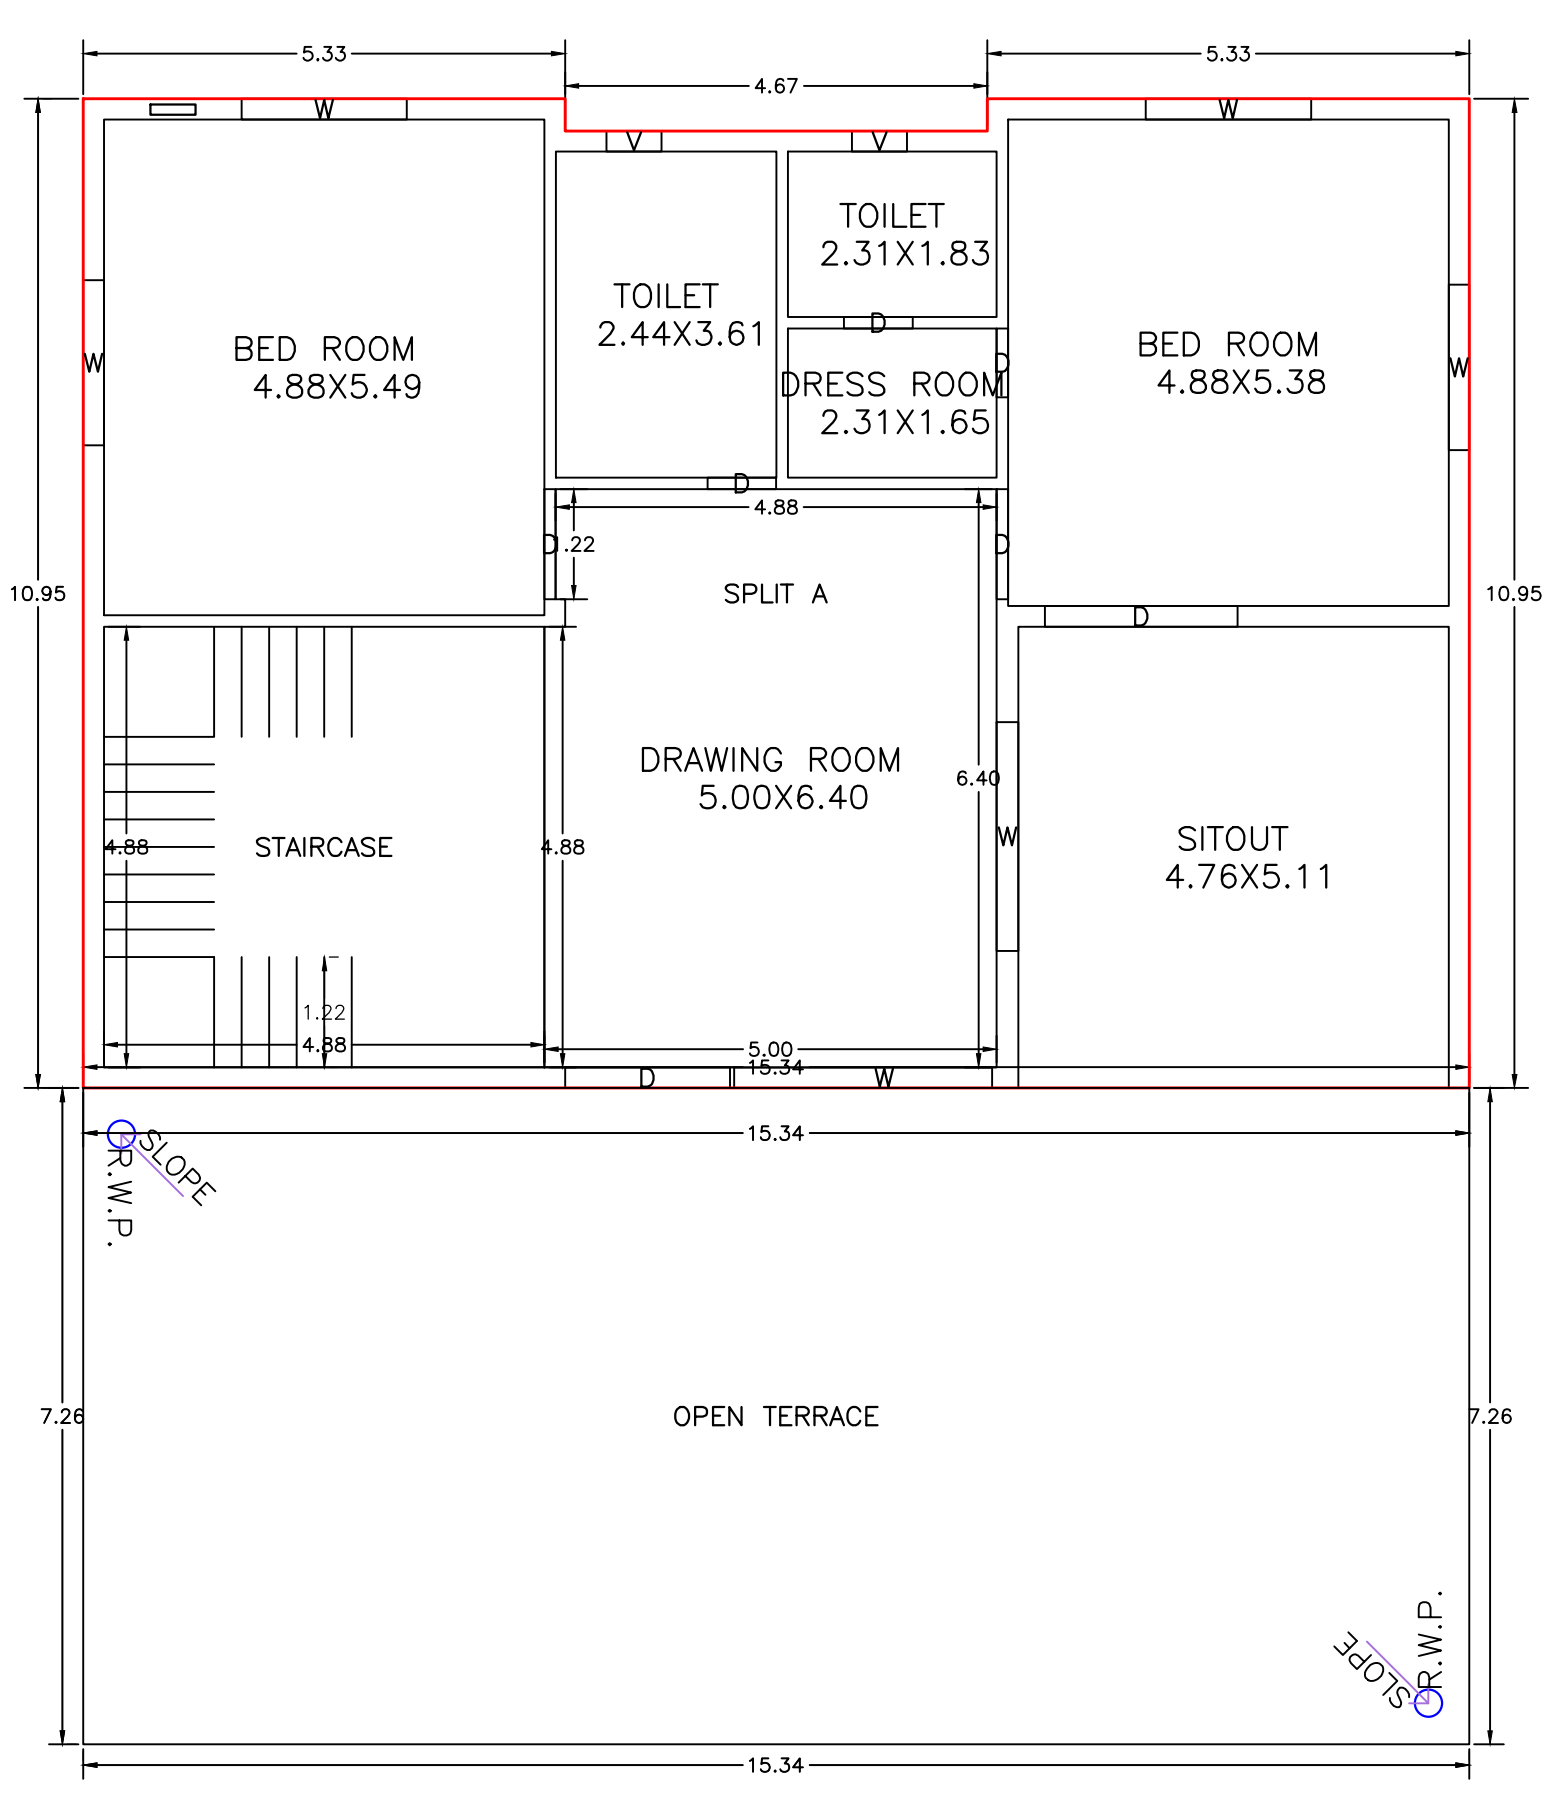 5.33
5.33
4.67
W
W
V
V
TOILET
2.31X1.83
TOILET
2.44X3.61
D
BED ROOM
4.88X5.49
BED ROOM
4.88X5.38
W
D
W
DRESS ROOM
2.31X1.65
D
4.88
D
1.22
D
SPLIT A
10.95
10.95
D
DRAWING ROOM
5.00X6.40
6.40
4.88
STAIRCASE
4.88
W
SITOUT
4.76X5.11
1.22
4.88
5.00
15.34
D
W
15.34
SLOPE
R.W.P.
7.26
OPEN TERRACE
7.26
R.W.P.
SLOPE
15.34